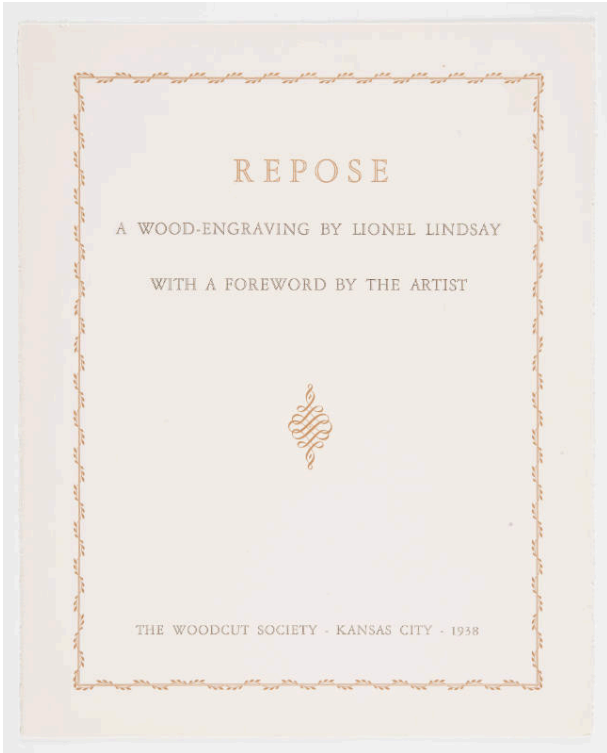 REPOSE
A WOOD-ENGRAVING BY LIONEL LINDSAY
WITH A FOREWORD BY THE ARTIST
THE WOODCUT SOCIETY - KANSAS CITY - 1938